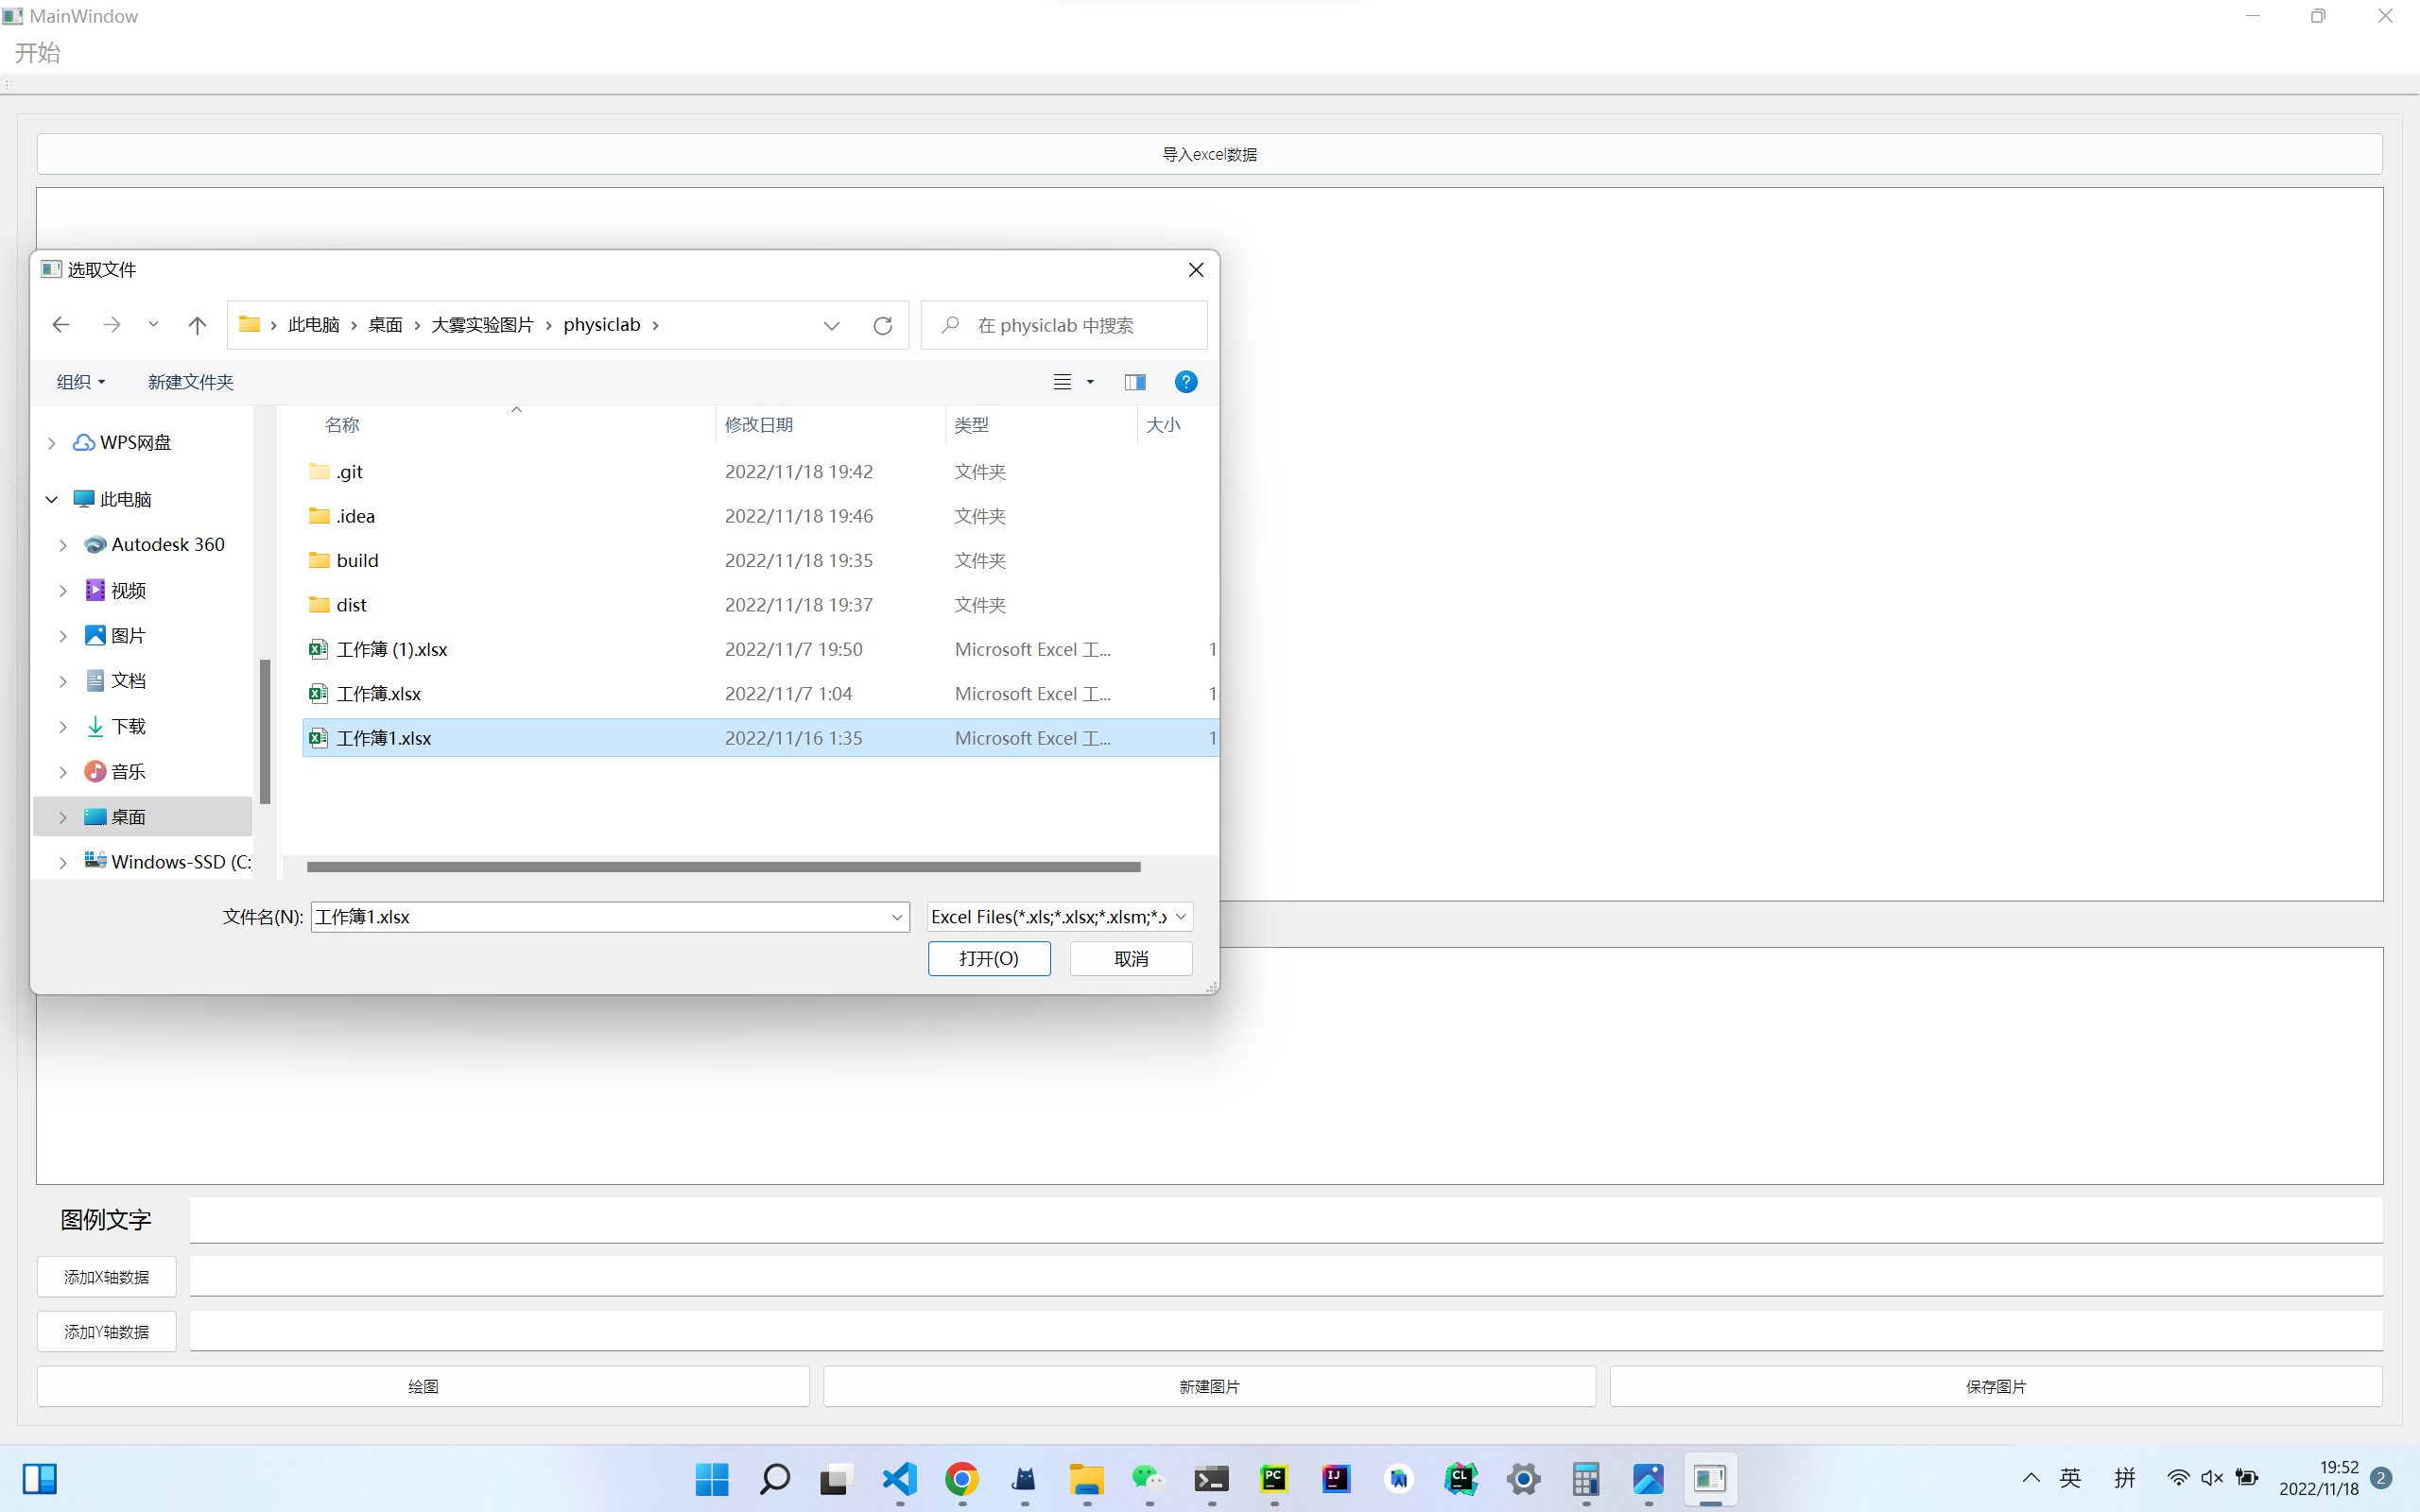 MainWindow
开始
导入excel数据
选取文件
此电脑 桌面 大雾实验图片 physiclab
在 physiclab 中搜索
组织 新建文件夹
名称 修改日期 类型 大小
WPS网盘
此电脑
Autodesk 360
视频
图片
文档
下载
音乐
桌面
Windows-SSD (C:
.git 2022/11/18 19:42 文件夹
.idea 2022/11/18 19:46 文件夹
build 2022/11/18 19:35 文件夹
dist 2022/11/18 19:37 文件夹
工作簿 (1).xlsx 2022/11/7 19:50 Microsoft Excel 工... 1
工作簿.xlsx 2022/11/7 1:04 Microsoft Excel 工... 1
工作簿1.xlsx 2022/11/16 1:35 Microsoft Excel 工... 1
文件名(N): 工作簿1.xlsx Excel Files(*.xls;*.xlsx;*.xlsm;*.x
打开(O) 取消
图例文字
添加X轴数据
添加Y轴数据
绘图 新建图片 保存图片
PC IJ CL
英 拼 19:52 2
2022/11/18